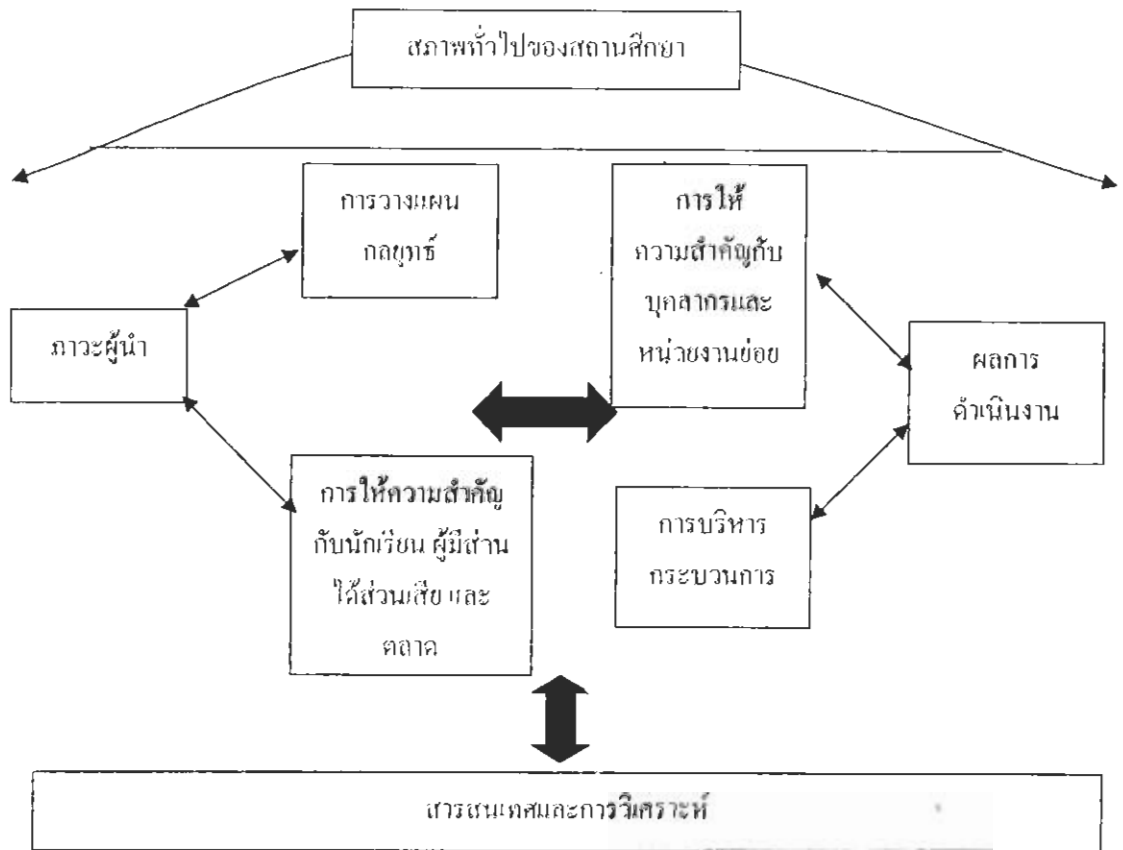 สภาพทั่วไปของสถานศึกษา
การวางแผน
กลยุทธ์
การให้
ความสำคัญกับ
บุคลากรและ
หน่วยงานย่อย
ภาวะผู้นำ
ผลการ
ดำเนินงาน
การให้ความสำคัญ
กับนักเรียน ผู้มีส่วน
ได้ส่วนเสีย และ
ตลาด
การบริหาร
กระบวนการ
สารสนเทศและการวิเคราะห์